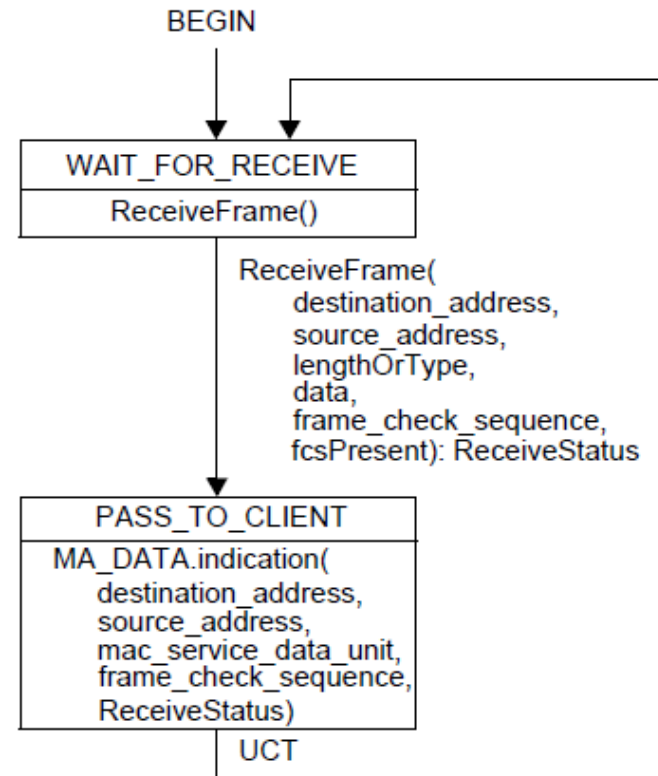 BEGIN
WAIT_FOR_RECEIVE
ReceiveFrame()
ReceiveFrame(
destination_address,
source_address,
lengthOrType,
data,
frame_check_sequence,
fcsPresent): ReceiveStatus
PASS_TO_CLIENT
MA_DATA.indication(
destination_address,
source_address,
mac_service_data_unit,
frame_check_sequence,
ReceiveStatus)
UCT